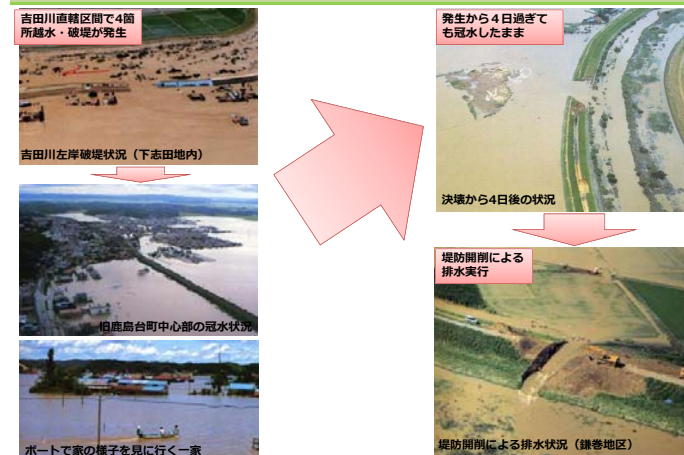 吉田川直轄区間で4箇
所越水・破堤が発生
吉田川左岸破堤状況（下志田地内）
旧鹿島台町中心部の冠水状況
ボートで家の様子を見に行く一家
発生から４日過ぎて
も冠水したまま
決壊から4日後の状況
堤防開削による
排水実行
堤防開削による排水状況（鎌巻地区）